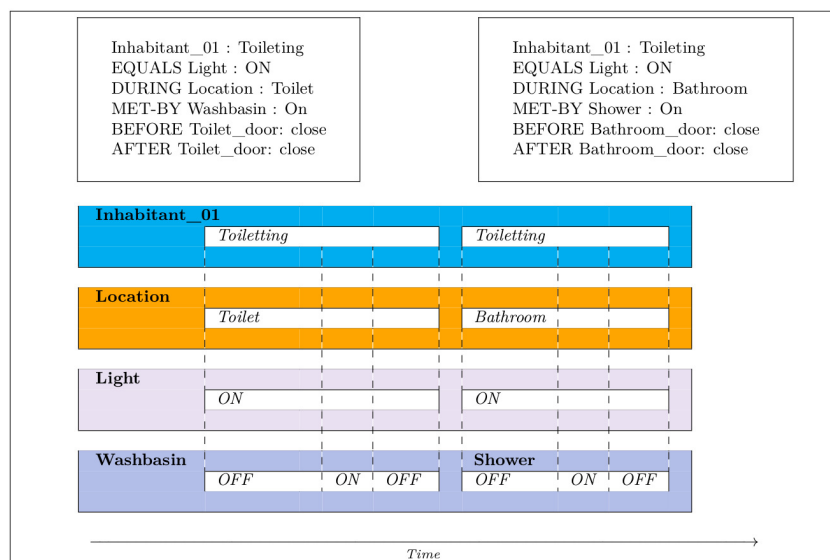 Inhabitant_01 : Toileting
EQUALS Light : ON
DURING Location : Toilet
MET-BY Washbasin : On
BEFORE Toilet_door: close
AFTER Toilet_door: close
Inhabitant_01 : Toileting
EQUALS Light : ON
DURING Location : Bathroom
MET-BY Shower : On
BEFORE Bathroom_door: close
AFTER Bathroom_door: close
Inhabitant_01
Toiletting Toiletting
Location
Toilet Bathroom
Light
ON ON
Washbasin Shower
OFF ON OFF OFF ON OFF
Time